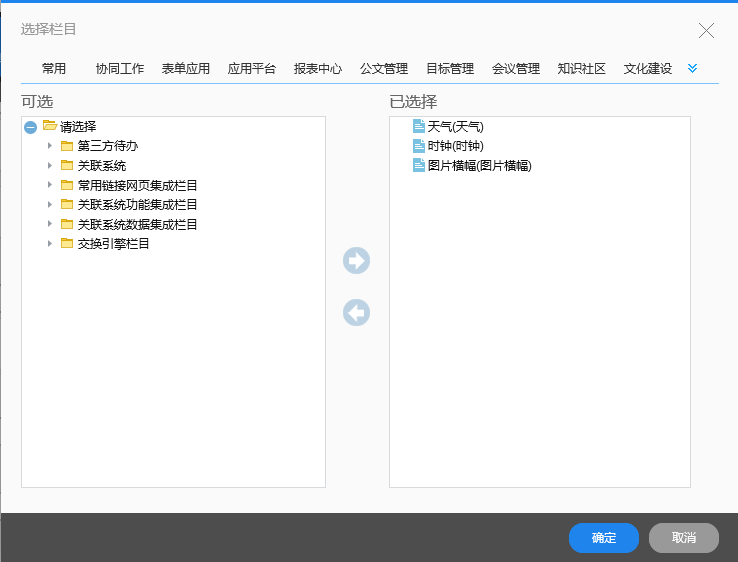 选择栏目
常用 协同工作 表单应用 应用平台 报表中心 公文管理 目标管理 会议管理 知识社区 文化建设
可选
请选择
第三方待办
关联系统
常用链接网页集成栏目
关联系统功能集成栏目
关联系统数据集成栏目
交换引擎栏目
已选择
天气(天气)
时钟(时钟)
图片横幅(图片横幅)
确定 取消